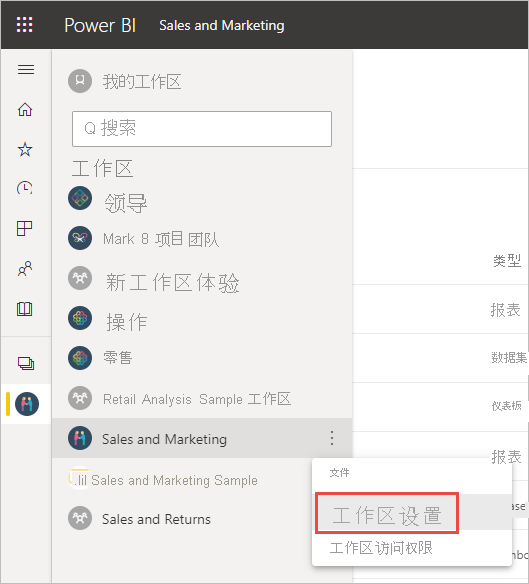 Power BI Sales and Marketing
我的工作区
Q 搜索
工作区
领导
Mark 8 项目团队
新工作区体验
类型
操作
报表
零售
数据集
Retail Analysis Sample 工作区
仪表板
Sales and Marketing
报表
文件
.lil Sales and Marketing Sample
工作区设置
Sales and Returns
工作区访问权限